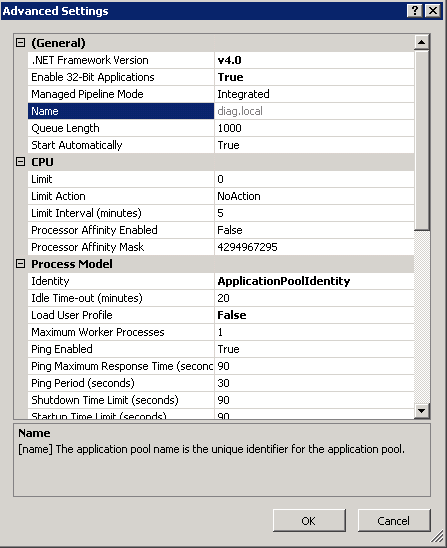 Advanced Settings
(General)
.NET Framework Version v4.0
Enable 32-Bit Applications True
Managed Pipeline Mode Integrated
Name diag.local
Queue Length 1000
Start Automatically True
CPU
Limit 0
Limit Action NoAction
Limit Interval (minutes) 5
Processor Affinity Enabled False
Processor Affinity Mask 4294967295
Process Model
Identity ApplicationPoolIdentity
Idle Time-out (minutes) 20
Load User Profile False
Maximum Worker Processes 1
Ping Enabled True
Ping Maximum Response Time (second 90
Ping Period (seconds) 30
Shutdown Time Limit (seconds) 90
Startup Time Limit (seconds) 90
Name
[name] The application pool name is the unique identifier for the application pool.
OK Cancel